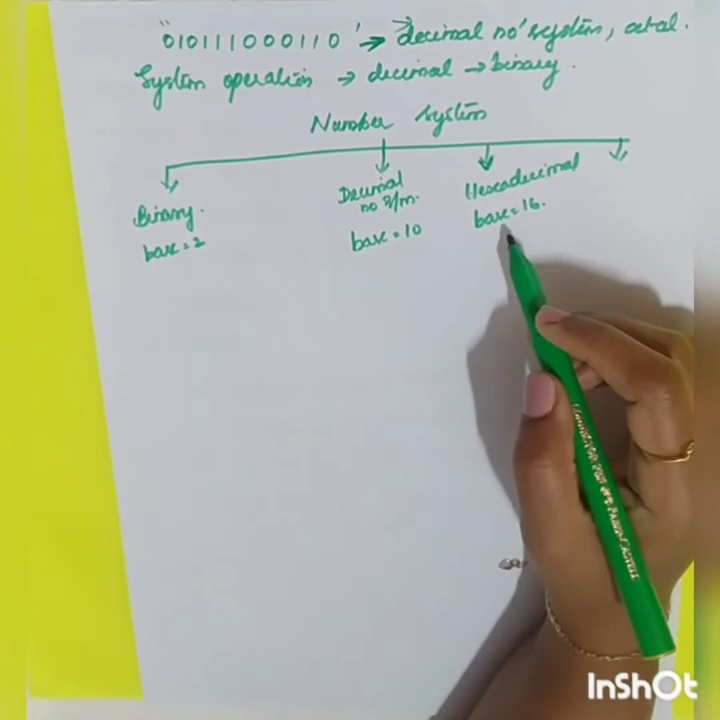 "010111000110' → decimal no' system, octal.
System operation → decimal → binary.
Number system
Binary.
base = 2
Decimal
no s/m.
base = 10
Hexadecimal
base = 16.
InShOt